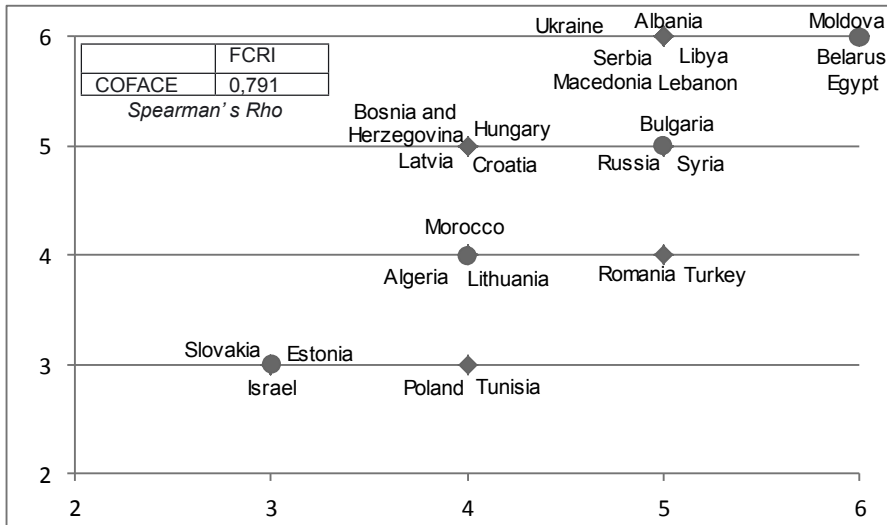 Ukraine Albania Moldova
6
FCRI
Serbia Libya Belarus
COFACE 0,791
Macedonia Lebanon Egypt
Spearman' s Rho
Bosnia and
Herzegovina Hungary Bulgaria
5
Latvia Croatia Russia Syria
Morocco
4
Algeria Lithuania Romania Turkey
Slovakia Estonia
3
Israel Poland Tunisia
2
2 3 4 5 6